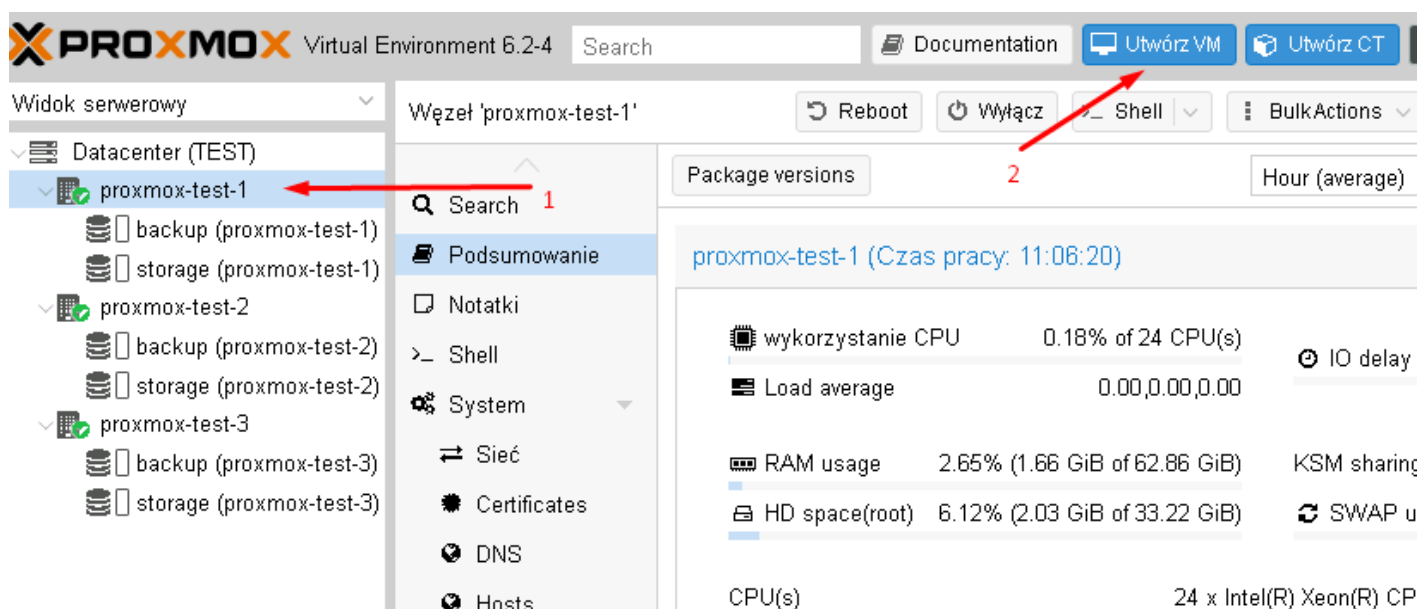 PROXMOX Virtual Environment 6.2-4 Search Documentation Utwórz VM Utwórz CT
Widok serwerowy
Datacenter (TEST)
proxmox-test-1
backup (proxmox-test-1)
storage (proxmox-test-1)
proxmox-test-2
backup (proxmox-test-2)
storage (proxmox-test-2)
proxmox-test-3
backup (proxmox-test-3)
storage (proxmox-test-3)
Węzeł 'proxmox-test-1' Reboot Wyłącz >_ Shell BulkActions
1
2
Search
Podsumowanie
Notatki
>_ Shell
System
Sieć
Certificates
DNS
Hosts
Package versions Hour (average)
proxmox-test-1 (Czas pracy: 11:06:20)
wykorzystanie CPU 0.18% of 24 CPU(s)
IO delay
Load average 0.00,0.00,0.00
RAM usage 2.65% (1.66 GiB of 62.86 GiB)
KSM sharing
HD space(root) 6.12% (2.03 GiB of 33.22 GiB)
SWAP u
CPU(s) 24 x Intel(R) Xeon(R) CP